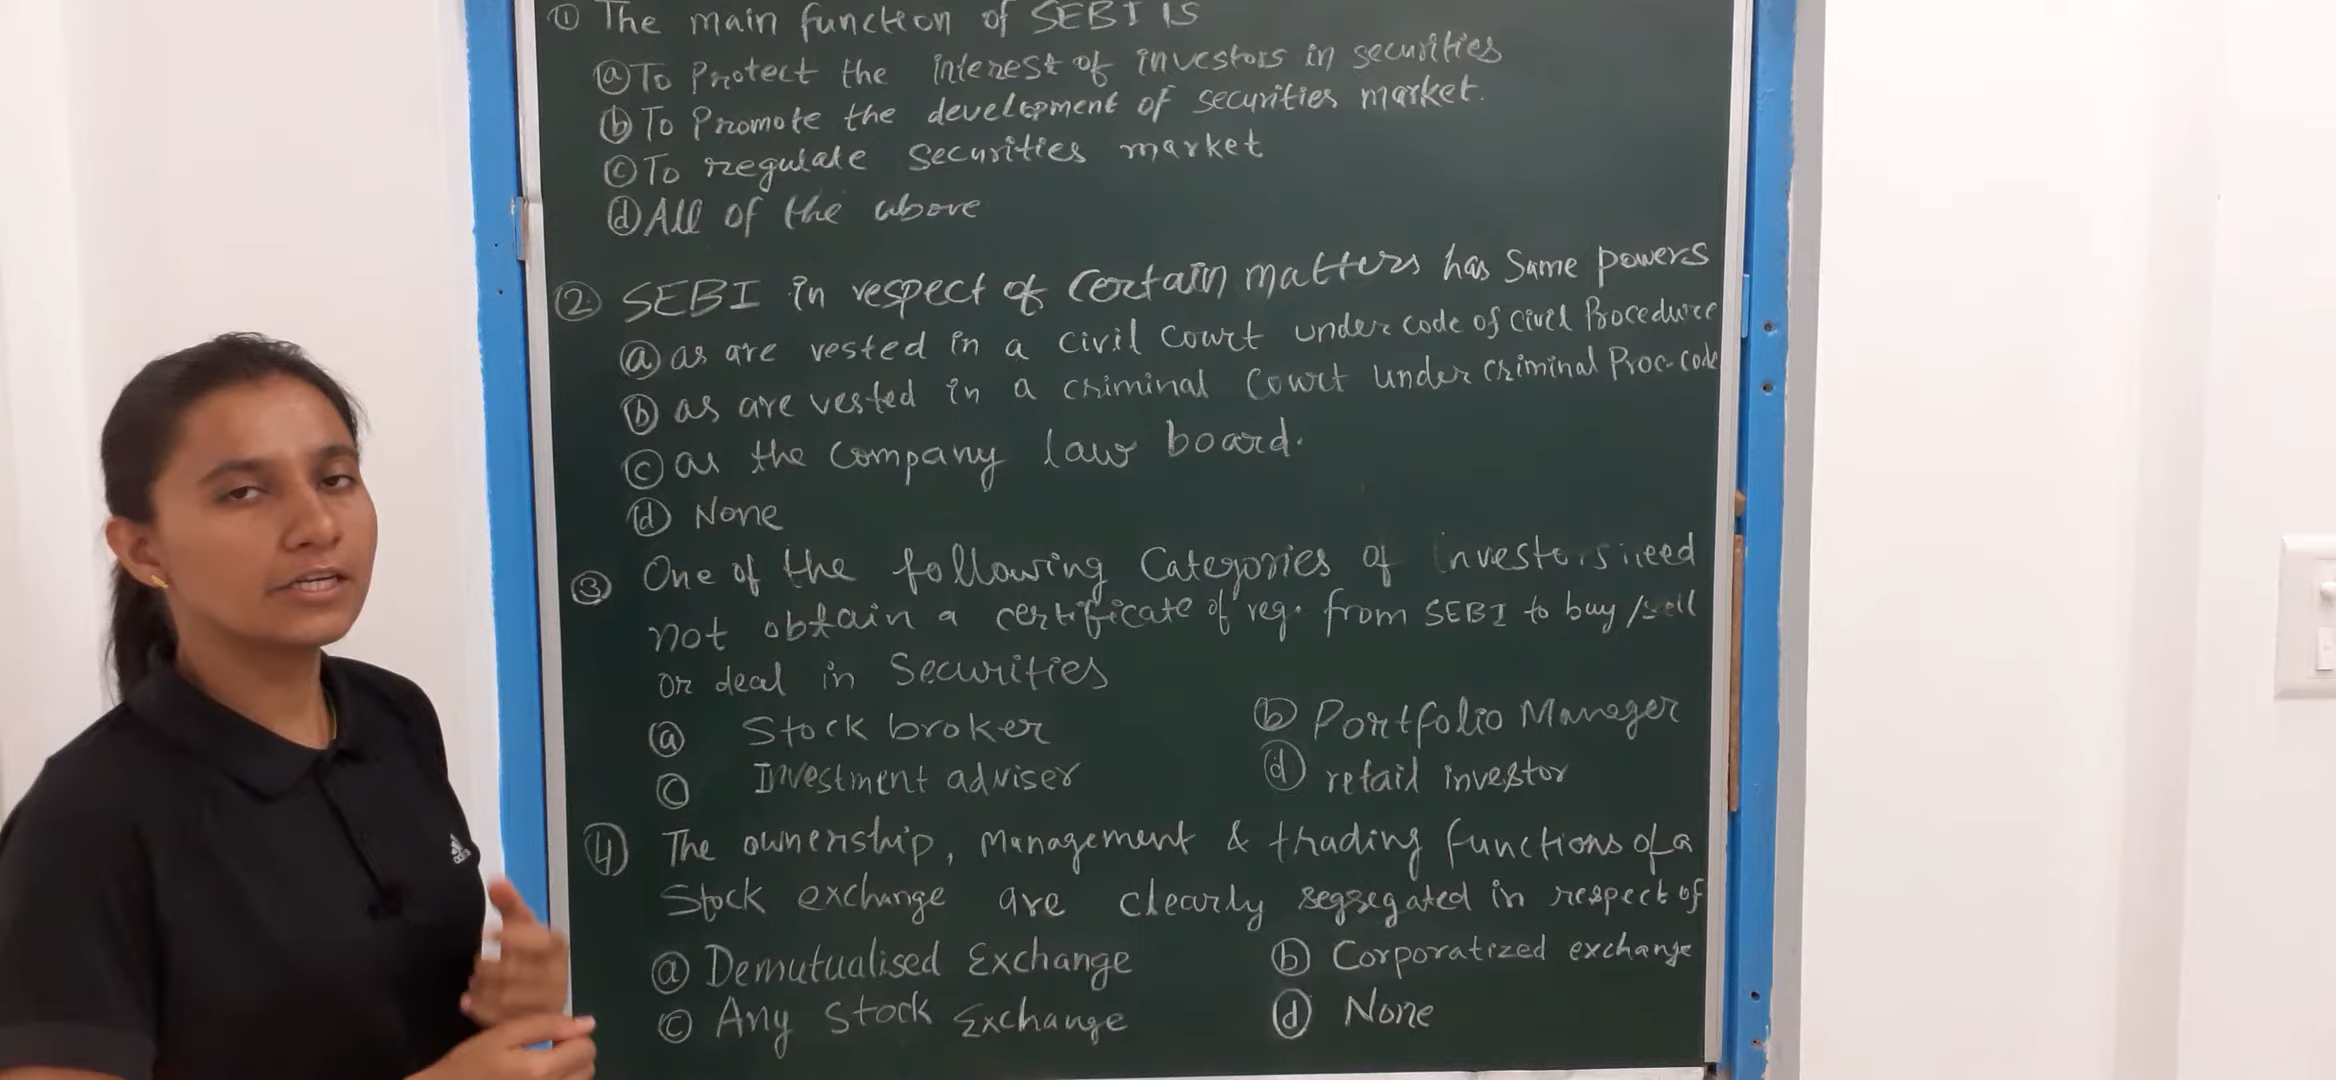 ① The main function of SEBI is
ⓐ To Protect the interest of investors in securities
ⓑ To Promote the development of securities market.
ⓒ To regulate securities market
ⓓ All of the above
② SEBI in respect of certain matters has Same powers
ⓐ as are vested in a civil court under code of civil Procedure
ⓑ as are vested in a criminal court under criminal Proc. code
ⓒ as the company law board.
ⓓ None
③ One of the following Categories of investors need
not obtain a certificate of reg. from SEBI to buy/sell
or deal in Securities
ⓐ Stock broker ⓑ Portfolio Manager
ⓒ Investment adviser ⓓ retail investor
④ The ownership, management & trading functions of a
Stock exchange are clearly segregated in respect of
ⓐ Demutualised Exchange ⓑ Corporatized exchange
ⓒ Any Stock Exchange ⓓ None
adidas